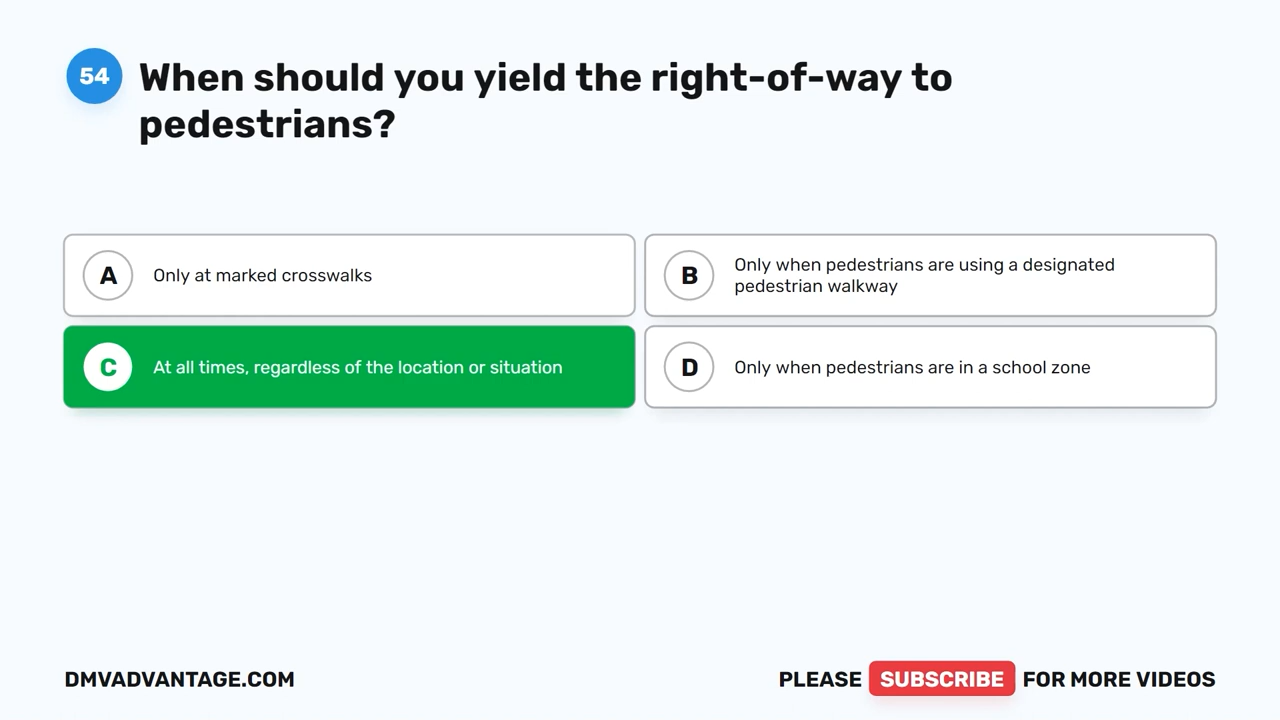 54
When should you yield the right-of-way to
pedestrians?
A
Only at marked crosswalks
B
Only when pedestrians are using a designated
pedestrian walkway
C
At all times, regardless of the location or situation
D
Only when pedestrians are in a school zone
DMVADVANTAGE.COM
PLEASE SUBSCRIBE FOR MORE VIDEOS